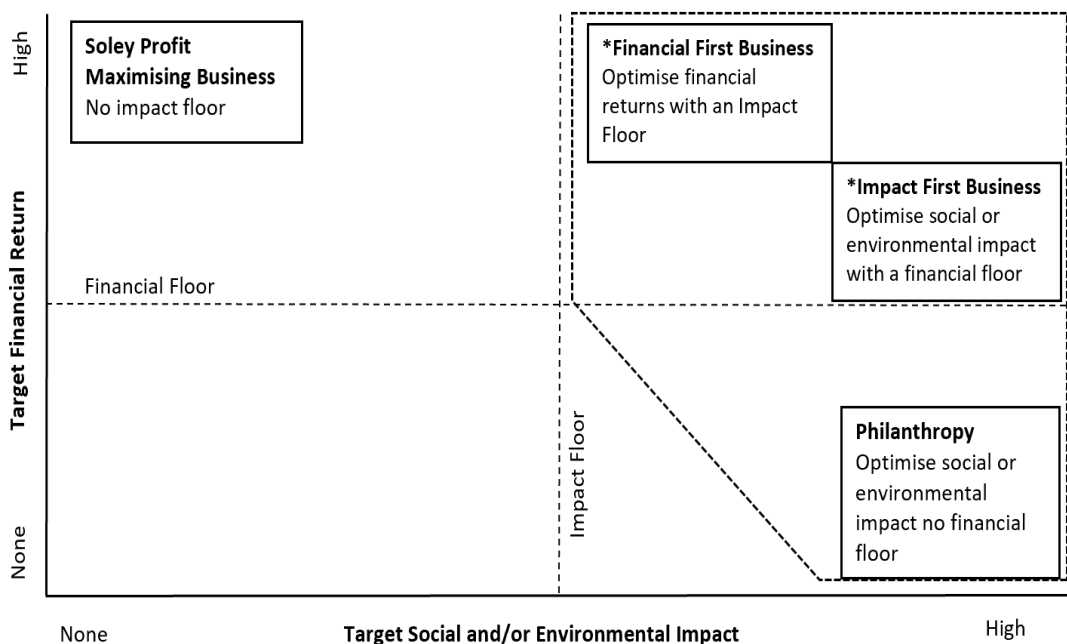 High
Soley Profit
Maximising Business
No impact floor
*Financial First Business
Optimise financial
returns with an Impact
Floor
*Impact First Business
Optimise social or
environmental impact
with a financial floor
Target Financial Return
Financial Floor
Impact Floor
Philanthropy
Optimise social or
environmental
impact no financial
floor
None
None
Target Social and/or Environmental Impact
High